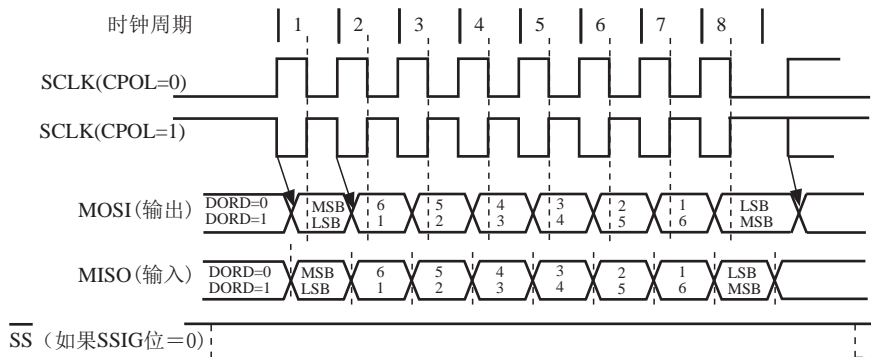 时钟周期 1 2 3 4 5 6 7 8
SCLK(CPOL=0)
SCLK(CPOL=1)
MOSI(输出) DORD=0 MSB 6 5 4 3 2 1 LSB
DORD=1 LSB 1 2 3 4 5 6 MSB
MISO(输入) DORD=0 MSB 6 5 4 3 2 1 LSB
DORD=1 LSB 1 2 3 4 5 6 MSB
SS（如果SSIG位＝0）